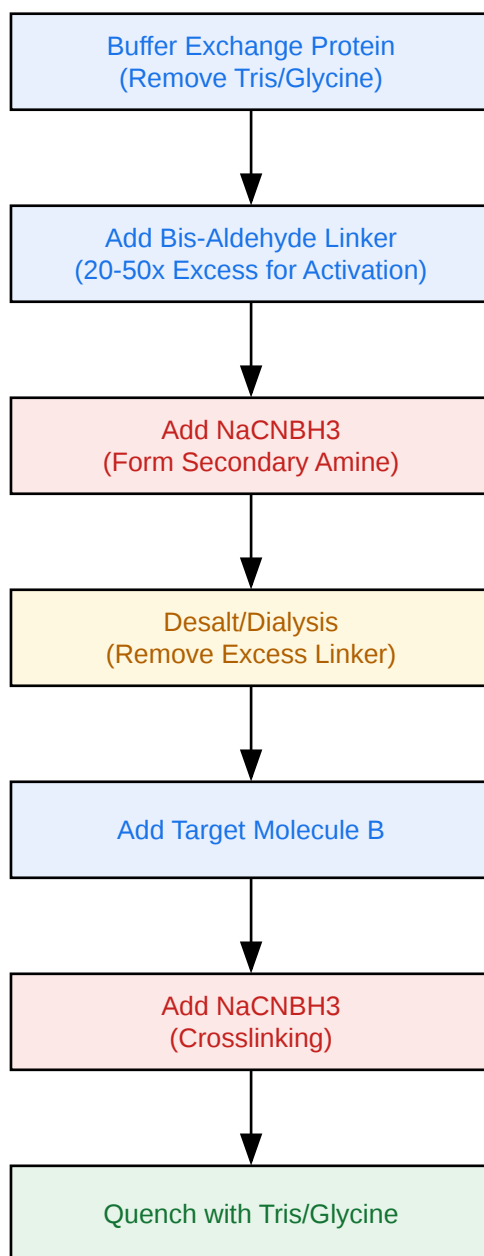 Buffer Exchange Protein
(Remove Tris/Glycine)
Add Bis-Aldehyde Linker
(20-50x Excess for Activation)
Add NaCNBH3
(Form Secondary Amine)
Desalt/Dialysis
(Remove Excess Linker)
Add Target Molecule B
Add NaCNBH3
(Crosslinking)
Quench with Tris/Glycine